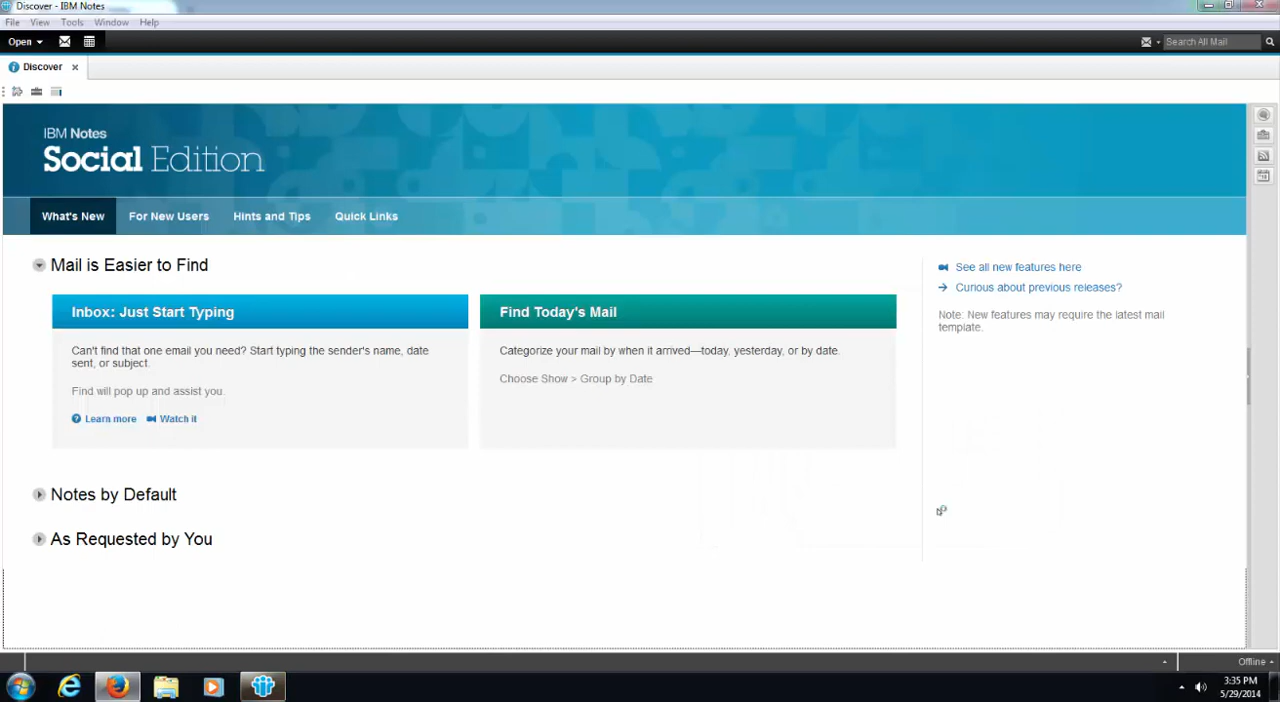 Discover - IBM Notes
File View Tools Window Help
Open
Search All Mail
Discover
IBM Notes
Social Edition
What's New For New Users Hints and Tips Quick Links
Mail is Easier to Find
Inbox: Just Start Typing
Can't find that one email you need? Start typing the sender's name, date
sent, or subject.
Find will pop up and assist you.
Learn more Watch it
Find Today's Mail
Categorize your mail by when it arrived—today, yesterday, or by date.
Choose Show > Group by Date
See all new features here
Curious about previous releases?
Note: New features may require the latest mail
template.
Notes by Default
As Requested by You
Offline
3:35 PM
5/29/2014